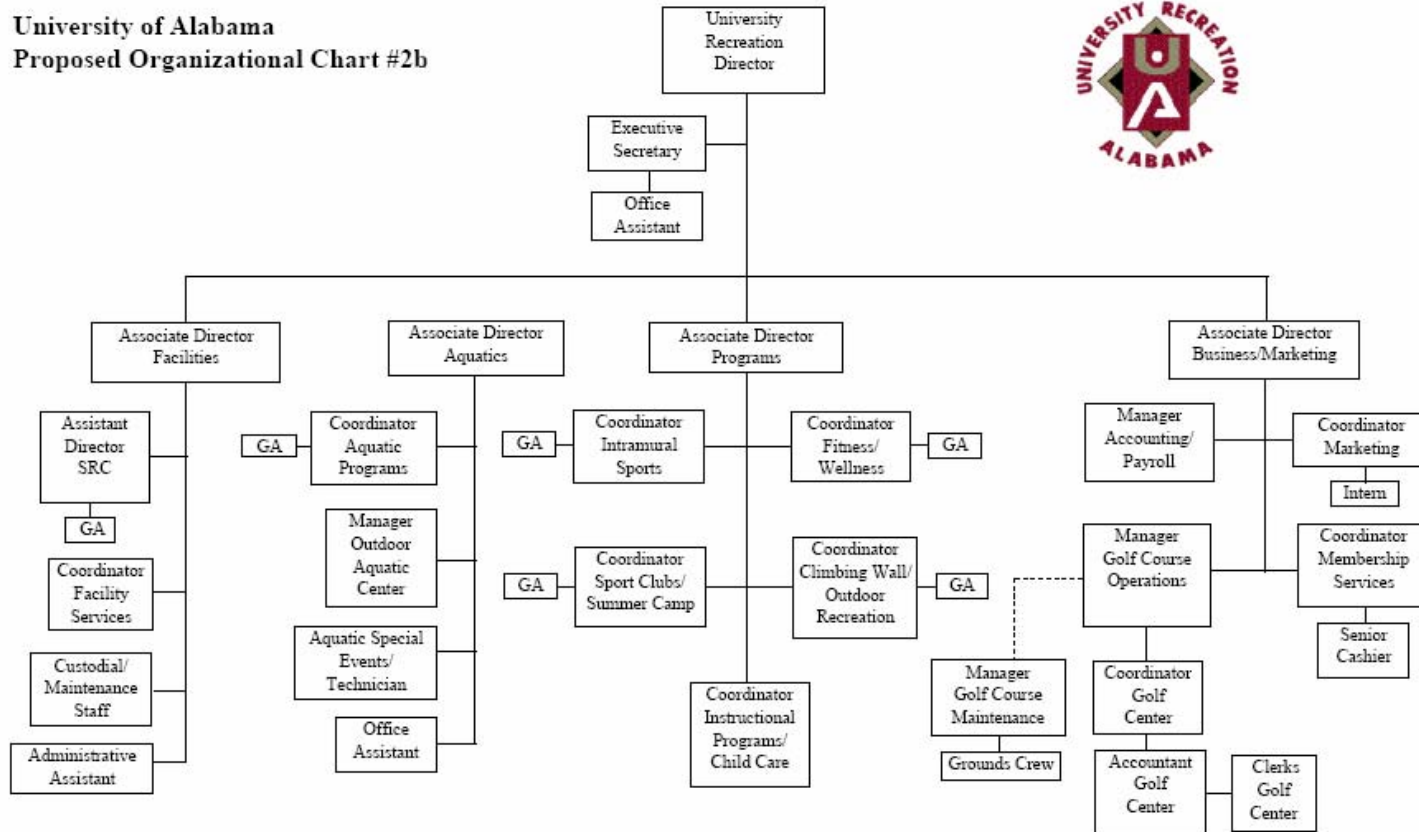 University of Alabama
Proposed Organizational Chart #2b
University
Recreation
Director
UNIVERSITY RECREATION
UA
ALABAMA
Executive
Secretary
Office
Assistant
Associate Director
Facilities
Associate Director
Aquatics
Associate Director
Programs
Associate Director
Business/Marketing
Assistant
Director
SRC
GA
Coordinator
Facility
Services
Custodial/
Maintenance
Staff
Administrative
Assistant
GA
Coordinator
Aquatic
Programs
Manager
Outdoor
Aquatic
Center
Aquatic Special
Events/
Technician
Office
Assistant
GA
Coordinator
Intramural
Sports
Coordinator
Fitness/
Wellness
GA
GA
Coordinator
Sport Clubs/
Summer Camp
Coordinator
Climbing Wall/
Outdoor
Recreation
GA
Coordinator
Instructional
Programs/
Child Care
Manager
Accounting/
Payroll
Coordinator
Marketing
Intern
Manager
Golf Course
Operations
Coordinator
Membership
Services
Senior
Cashier
Manager
Golf Course
Maintenance
Grounds Crew
Coordinator
Golf
Center
Accountant
Golf
Center
Clerks
Golf
Center